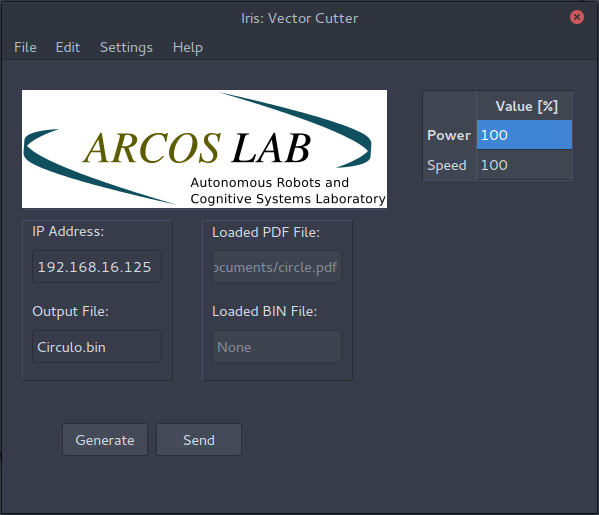 Iris: Vector Cutter
File Edit Settings Help
ARCOS LAB
Autonomous Robots and
Cognitive Systems Laboratory
Value [%]
Power 100
Speed 100
IP Address:
192.168.16.125
Output File:
Circulo.bin
Loaded PDF File:
ocuments/circle.pdf
Loaded BIN File:
None
Generate
Send